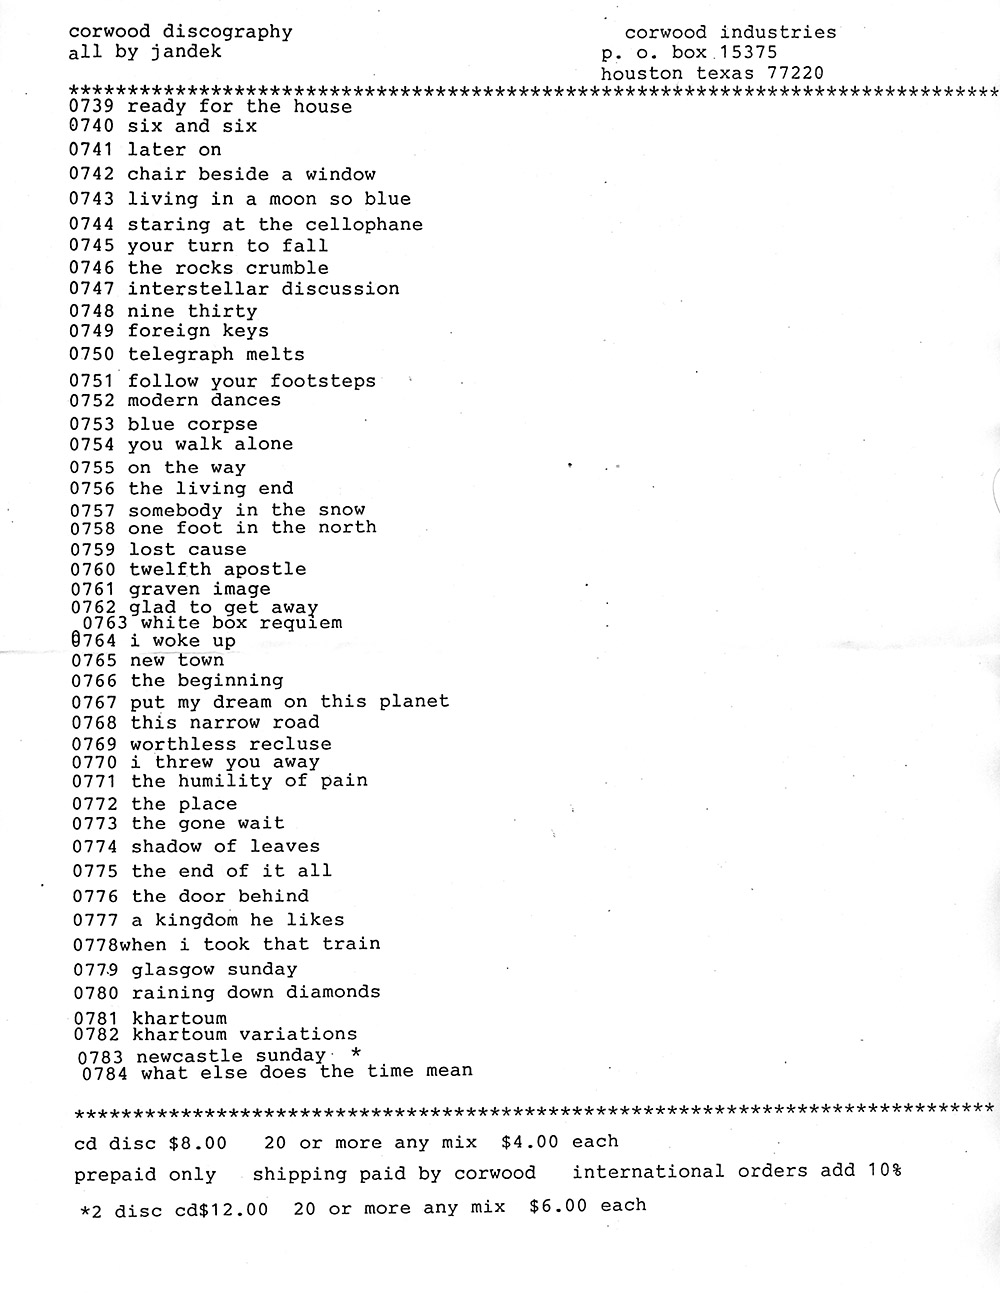 corwood discography corwood industries
all by jandek p. o. box 15375
houston texas 77220
*******************************************************************************
0739 ready for the house
0740 six and six
0741 later on
0742 chair beside a window
0743 living in a moon so blue
0744 staring at the cellophane
0745 your turn to fall
0746 the rocks crumble
0747 interstellar discussion
0748 nine thirty
0749 foreign keys
0750 telegraph melts
0751 follow your footsteps
0752 modern dances
0753 blue corpse
0754 you walk alone
0755 on the way
0756 the living end
0757 somebody in the snow
0758 one foot in the north
0759 lost cause
0760 twelfth apostle
0761 graven image
0762 glad to get away
0763 white box requiem
0764 i woke up
0765 new town
0766 the beginning
0767 put my dream on this planet
0768 this narrow road
0769 worthless recluse
0770 i threw you away
0771 the humility of pain
0772 the place
0773 the gone wait
0774 shadow of leaves
0775 the end of it all
0776 the door behind
0777 a kingdom he likes
0778when i took that train
0779 glasgow sunday
0780 raining down diamonds
0781 khartoum
0782 khartoum variations
0783 newcastle sunday *
0784 what else does the time mean
*******************************************************************************
cd disc $8.00 20 or more any mix $4.00 each
prepaid only shipping paid by corwood international orders add 10%
*2 disc cd$12.00 20 or more any mix $6.00 each